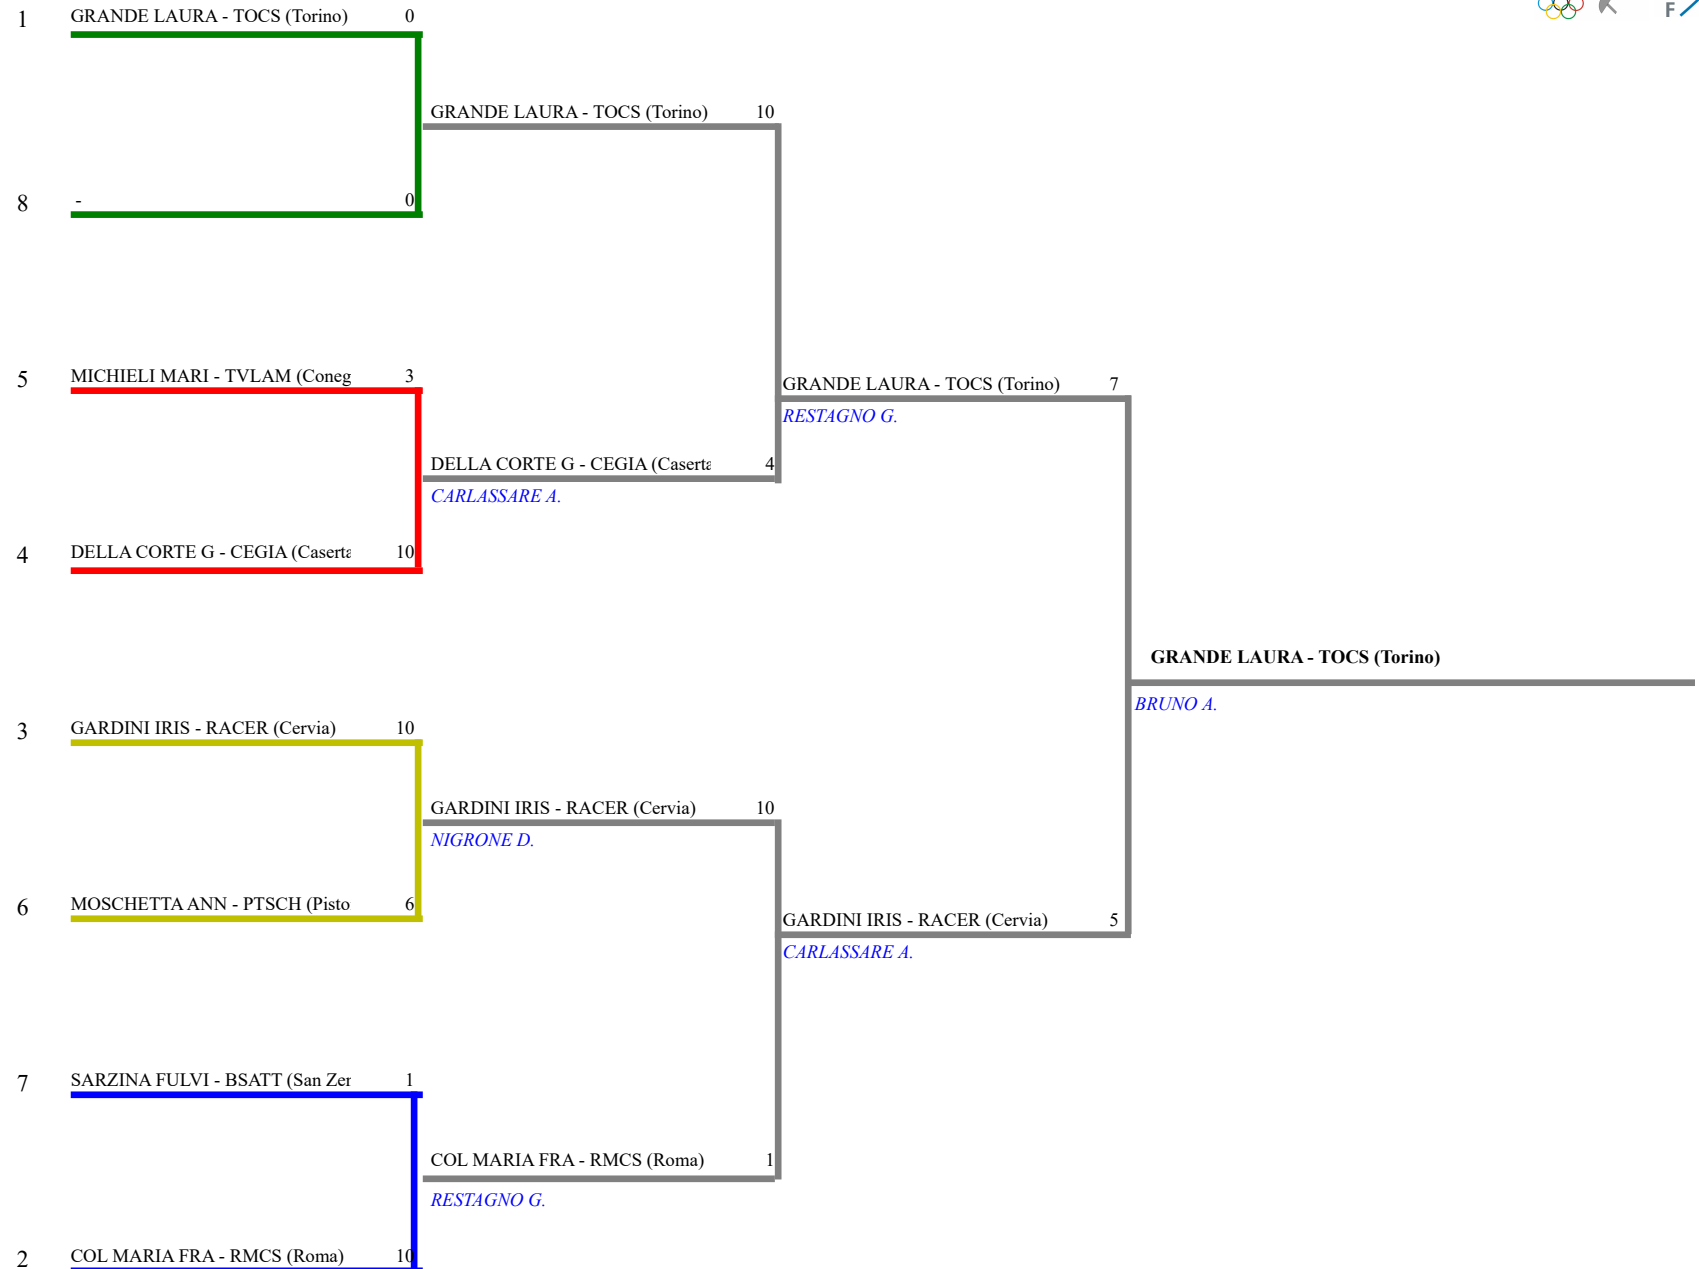 F
1 GRANDE LAURA - TOCS (Torino) 0
GRANDE LAURA - TOCS (Torino) 10
8 - 0
5 MICHIELI MARI - TVLAM (Coneg 3
GRANDE LAURA - TOCS (Torino) 7
RESTAGNO G.
DELLA CORTE G - CEGIA (Caserta 4
CARLASSARE A.
4 DELLA CORTE G - CEGIA (Caserta 10
GRANDE LAURA - TOCS (Torino)
BRUNO A.
3 GARDINI IRIS - RACER (Cervia) 10
GARDINI IRIS - RACER (Cervia) 10
NIGRONE D.
6 MOSCHETTA ANN - PTSCH (Pisto 6
GARDINI IRIS - RACER (Cervia) 5
CARLASSARE A.
7 SARZINA FULVI - BSATT (San Zer 1
COL MARIA FRA - RMCS (Roma) 1
RESTAGNO G.
2 COL MARIA FRA - RMCS (Roma) 10